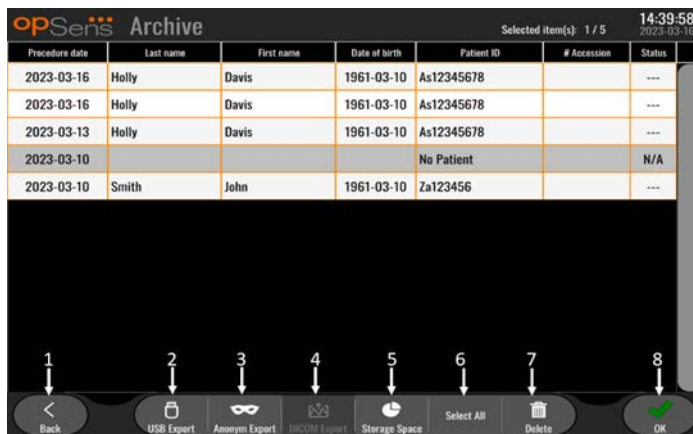 opSens Archive Selected item(s): 1 / 5 14:39:58
2023-03-16
Procedure date Last name First name Date of birth Patient ID # Accession Status
2023-03-16 Holly Davis 1961-03-10 As12345678 ---
2023-03-16 Holly Davis 1961-03-10 As12345678 ---
2023-03-13 Holly Davis 1961-03-10 As12345678 ---
2023-03-10 No Patient N/A
2023-03-10 Smith John 1961-03-10 Za123456 ---
1 2 3 4 5 6 7 8
Back USB Export Anonym Export DICOM Export Storage Space Select All Delete OK